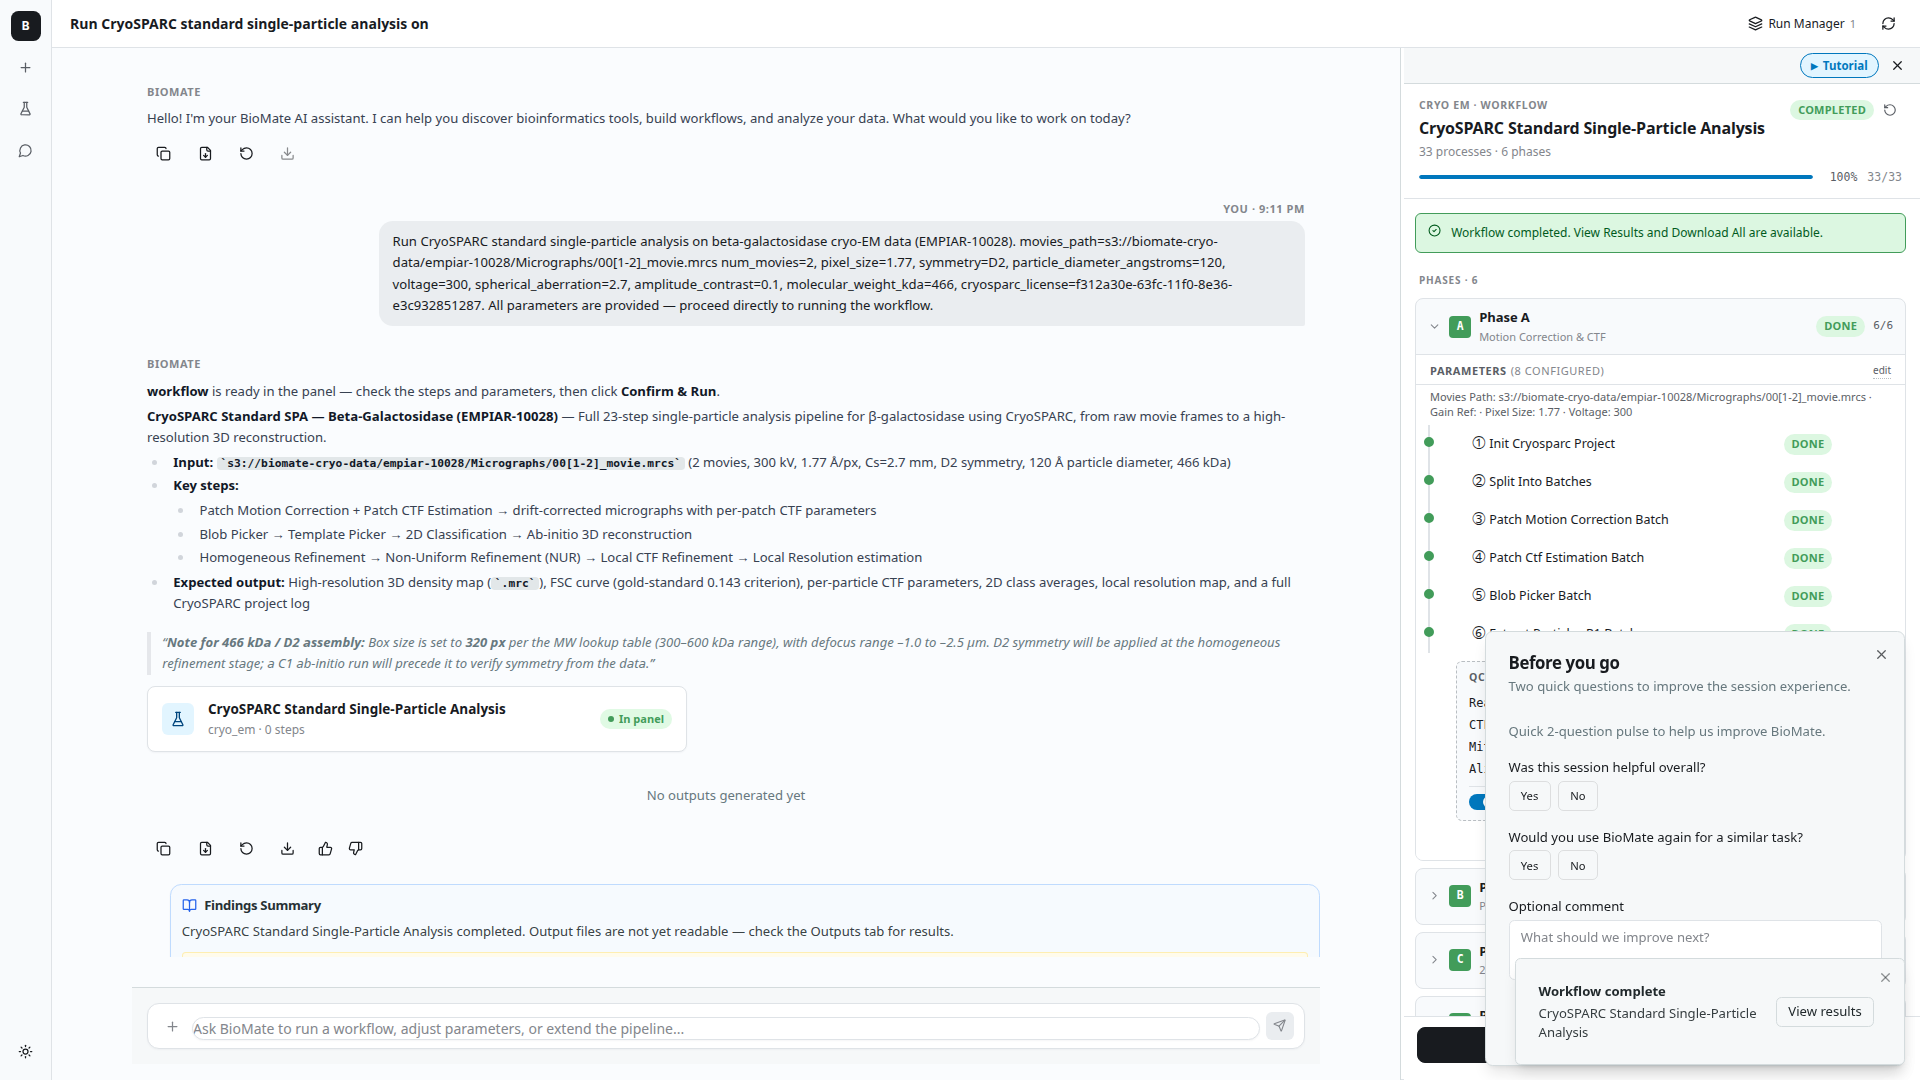 B
Run CryoSPARC standard single-particle analysis on
Run Manager 1
BIOMATE
Hello! I'm your BioMate AI assistant. I can help you discover bioinformatics tools, build workflows, and analyze your data. What would you like to work on today?
YOU · 9:11 PM
Run CryoSPARC standard single-particle analysis on beta-galactosidase cryo-EM data (EMPIAR-10028). movies_path=s3://biomate-cryo-
data/empiar-10028/Micrographs/00[1-2]_movie.mrcs num_movies=2, pixel_size=1.77, symmetry=D2, particle_diameter_angstroms=120,
voltage=300, spherical_aberration=2.7, amplitude_contrast=0.1, molecular_weight_kda=466, cryosparc_license=f312a30e-63fc-11f0-8e36-
e3c932851287. All parameters are provided — proceed directly to running the workflow.
BIOMATE
workflow is ready in the panel — check the steps and parameters, then click Confirm & Run.
CryoSPARC Standard SPA — Beta-Galactosidase (EMPIAR-10028) — Full 23-step single-particle analysis pipeline for β-galactosidase using CryoSPARC, from raw movie frames to a high-
resolution 3D reconstruction.
Input: `s3://biomate-cryo-data/empiar-10028/Micrographs/00[1-2]_movie.mrcs` (2 movies, 300 kV, 1.77 Å/px, Cs=2.7 mm, D2 symmetry, 120 Å particle diameter, 466 kDa)
Key steps:
Patch Motion Correction + Patch CTF Estimation → drift-corrected micrographs with per-patch CTF parameters
Blob Picker → Template Picker → 2D Classification → Ab-initio 3D reconstruction
Homogeneous Refinement → Non-Uniform Refinement (NUR) → Local CTF Refinement → Local Resolution estimation
Expected output: High-resolution 3D density map (`.mrc`), FSC curve (gold-standard 0.143 criterion), per-particle CTF parameters, 2D class averages, local resolution map, and a full
CryoSPARC project log
“Note for 466 kDa / D2 assembly: Box size is set to 320 px per the MW lookup table (300–600 kDa range), with defocus range –1.0 to –2.5 µm. D2 symmetry will be applied at the homogeneous
refinement stage; a C1 ab-initio run will precede it to verify symmetry from the data.”
CryoSPARC Standard Single-Particle Analysis
cryo_em · 0 steps
In panel
No outputs generated yet
Findings Summary
CryoSPARC Standard Single-Particle Analysis completed. Output files are not yet readable — check the Outputs tab for results.
Ask BioMate to run a workflow, adjust parameters, or extend the pipeline...
▶ Tutorial
CRYO EM · WORKFLOW
COMPLETED
CryoSPARC Standard Single-Particle Analysis
33 processes · 6 phases
100% 33/33
Workflow completed. View Results and Download All are available.
PHASES · 6
A
Phase A
Motion Correction & CTF
DONE 6/6
PARAMETERS (8 CONFIGURED)
edit
Movies Path: s3://biomate-cryo-data/empiar-10028/Micrographs/00[1-2]_movie.mrcs ·
Gain Ref: · Pixel Size: 1.77 · Voltage: 300
① Init Cryosparc Project DONE
② Split Into Batches DONE
③ Patch Motion Correction Batch DONE
④ Patch Ctf Estimation Batch DONE
⑤ Blob Picker Batch DONE
⑥
QC
B
C
Before you go
Two quick questions to improve the session experience.
Quick 2-question pulse to help us improve BioMate.
Was this session helpful overall?
Yes No
Would you use BioMate again for a similar task?
Yes No
Optional comment
What should we improve next?
Workflow complete
CryoSPARC Standard Single-Particle
Analysis
View results